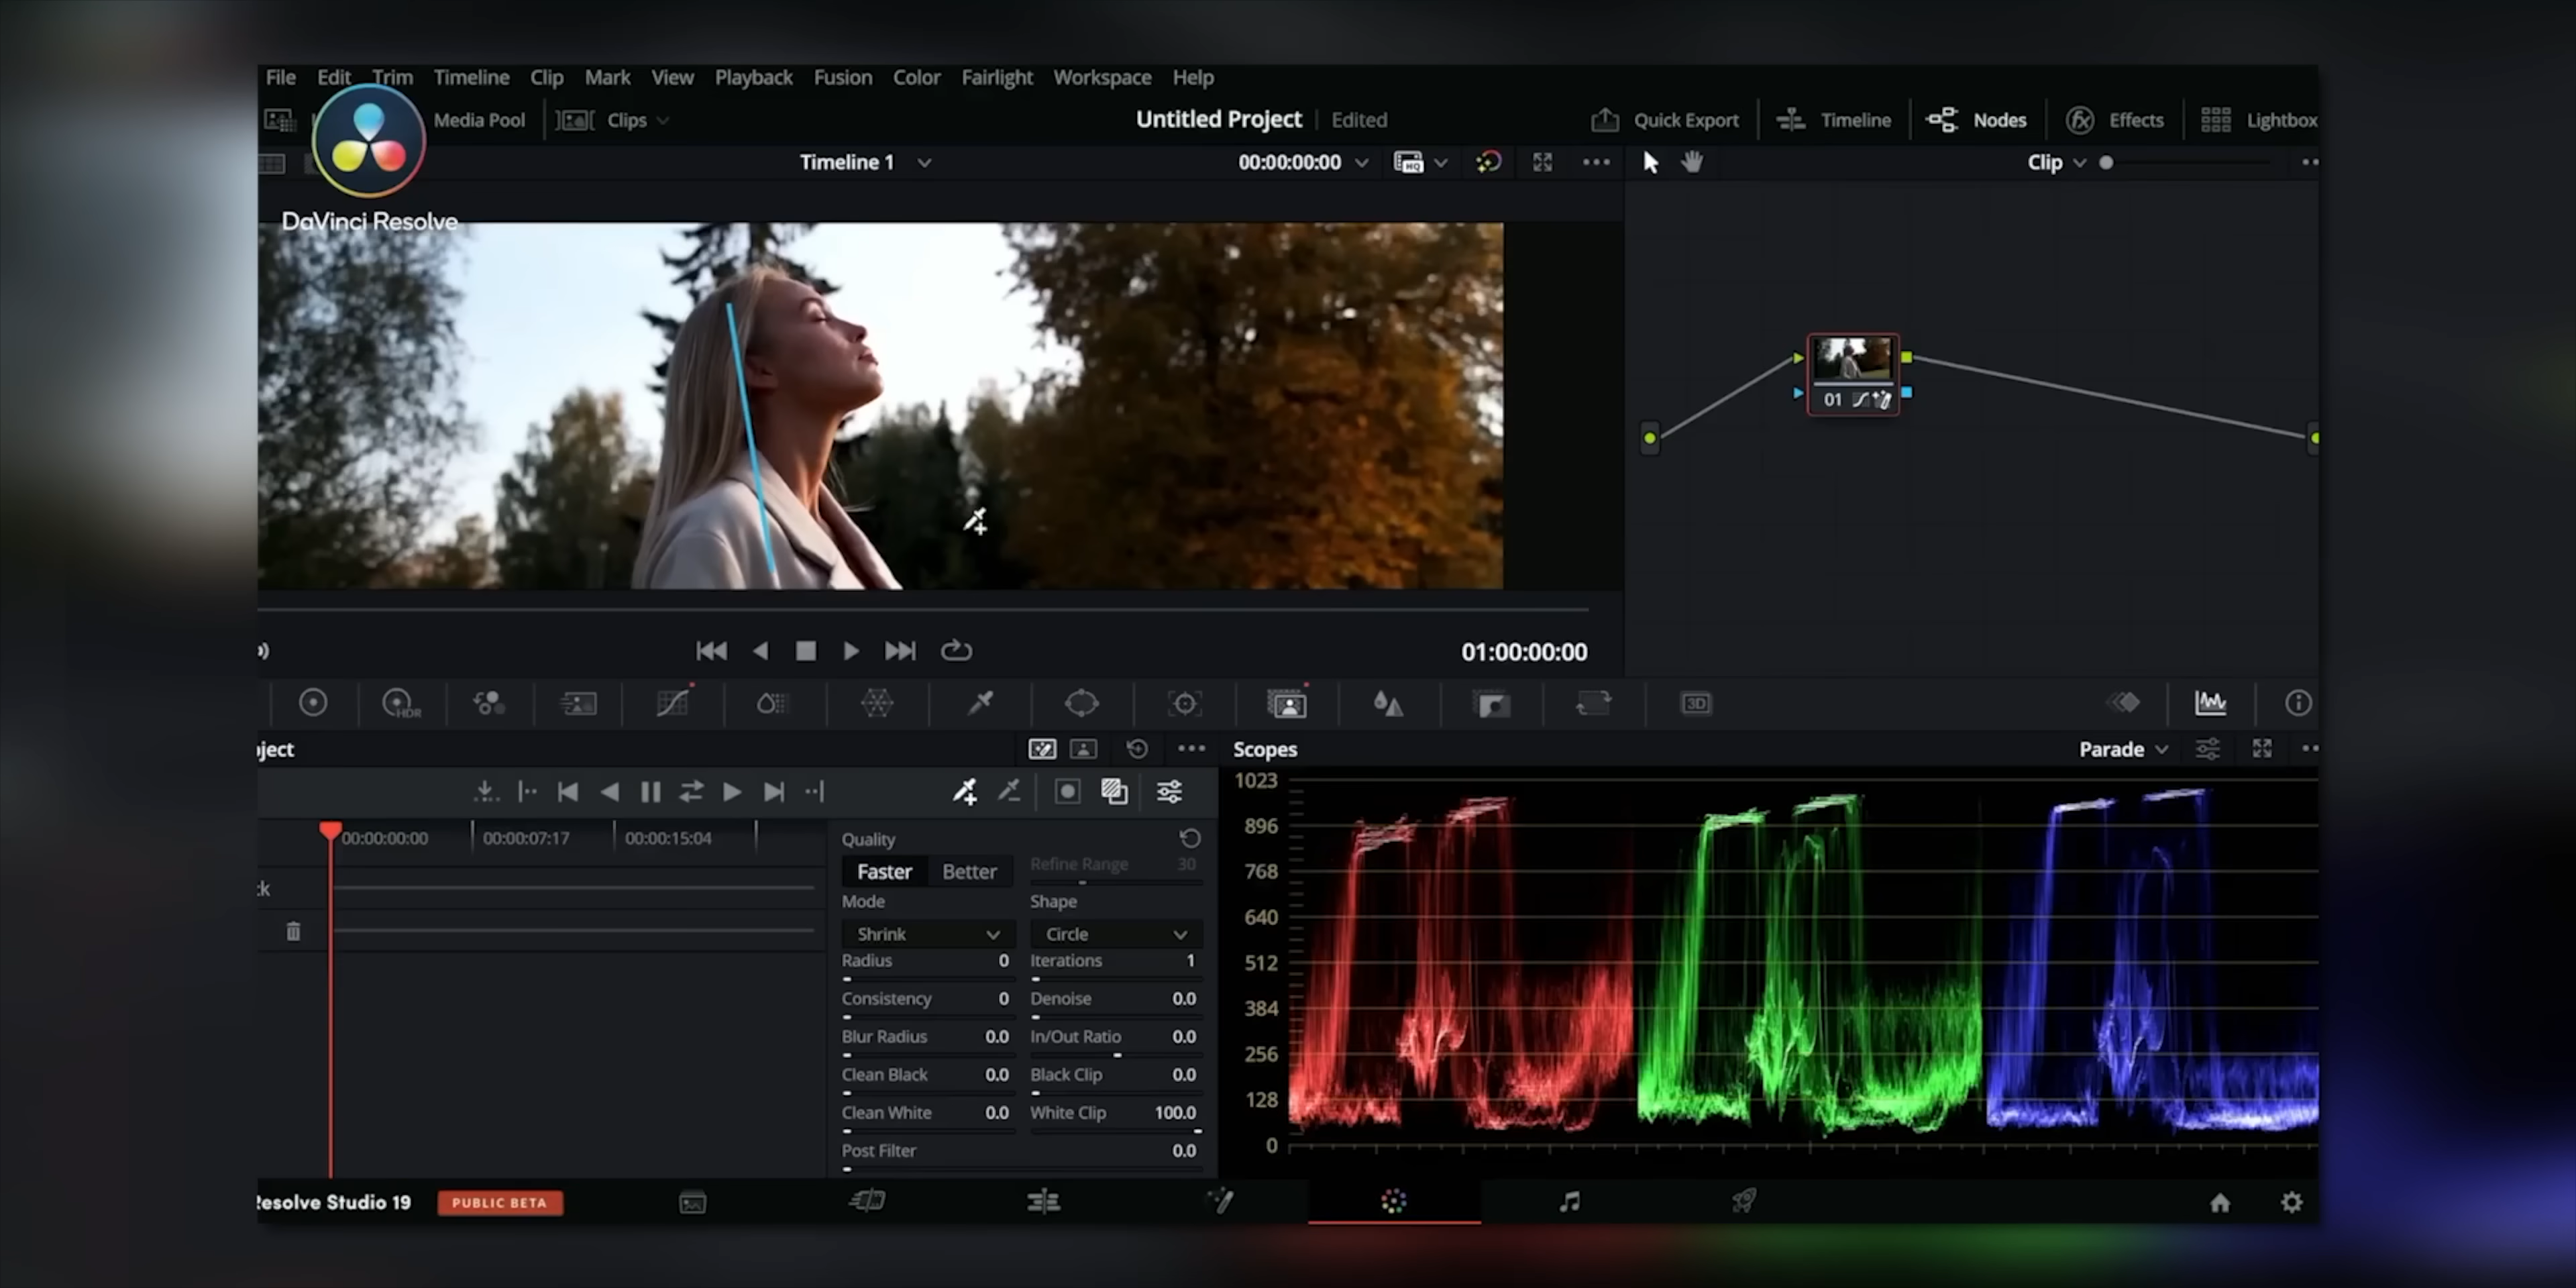 File Edit Trim Timeline Clip Mark View Playback Fusion Color Fairlight Workspace Help
Media Pool Clips Untitled Project Edited Quick Export Timeline Nodes Effects Lightbox
Timeline 1 00:00:00:00 HQ Clip
DaVinci Resolve
01
01:00:00:00
HDR 3D
ject
Scopes Parade
00:00:00:00 00:00:07:17 00:00:15:04
ck
Quality
Faster Better Refine Range 30
Mode Shape
Shrink Circle
Radius 0 Iterations 1
Consistency 0 Denoise 0.0
Blur Radius 0.0 In/Out Ratio 0.0
Clean Black 0.0 Black Clip 0.0
Clean White 0.0 White Clip 100.0
Post Filter 0.0
1023
896
768
640
512
384
256
128
0
Resolve Studio 19 PUBLIC BETA